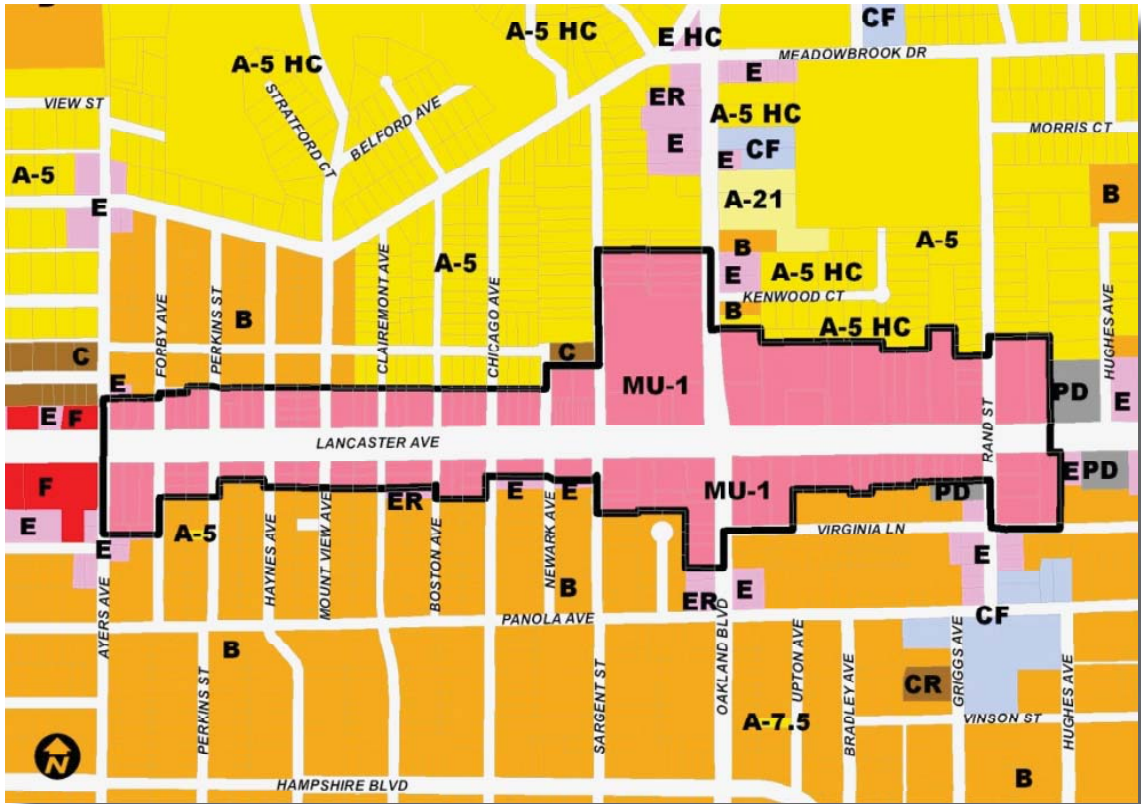 CF
E HC
MEADOWBROOK DR
A-5 HC
A-5 HC
E
VIEW ST
STRATFORD CT
BELFORD AVE
ER
A-5 HC
MORRIS CT
E
CF
E
A-5
A-21
B
E
A-5
A-5
B
E
A-5 HC
KENWOOD CT
FORBY AVE
PERKINS ST
B
CLAIREMONT AVE
CHICAGO AVE
B
A-5 HC
HUGHES AVE
C
C
E
MU-1
PD
E
E
F
LANCASTER AVE
RAND ST
F
E
PD
E
E
ER
MU-1
PD
E
A-5
VIRGINIA LN
E
HAYNES AVE
MOUNT VIEW AVE
BOSTON AVE
NEWARK AVE
E
AYERS AVE
B
ER
E
PANOLA AVE
CF
B
PERKINS ST
SARGENT ST
OAKLAND BLVD
UPTON AVE
BRADLEY AVE
CR
GRIGGS AVE
HUGHES AVE
A-7.5
VINSON ST
N
HAMPSHIRE BLVD
B